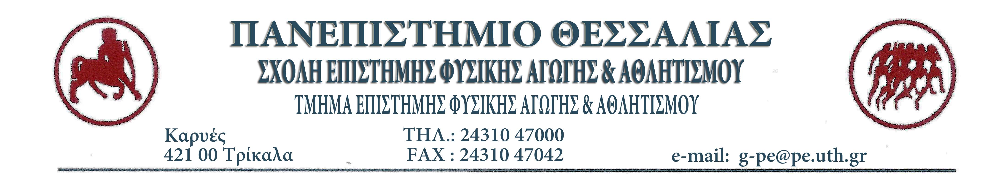 ΠΑΝΕΠΙΣΤΗΜΙΟ ΘΕΣΣΑΛΙΑΣ
ΣΧΟΛΗ ΕΠΙΣΤΗΜΗΣ ΦΥΣΙΚΗΣ ΑΓΩΓΗΣ & ΑΘΛΗΤΙΣΜΟΥ
ΤΜΗΜΑ ΕΠΙΣΤΗΜΗΣ ΦΥΣΙΚΗΣ ΑΓΩΓΗΣ & ΑΘΛΗΤΙΣΜΟΥ
Καρυές
421 00 Τρίκαλα
ΤΗΛ.: 24310 47000
FAX : 24310 47042
e-mail: g-pe@pe.uth.gr